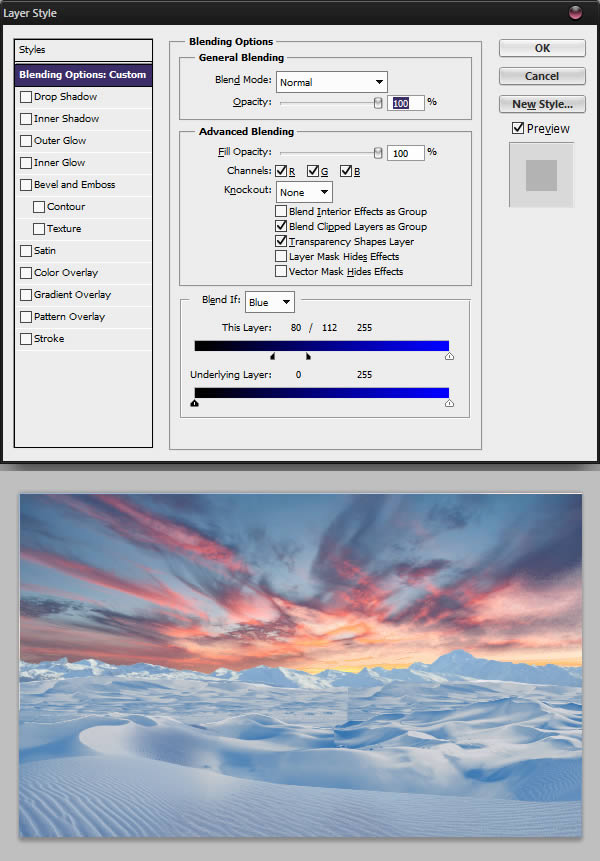 Layer Style
Styles
Blending Options: Custom
Drop Shadow
Inner Shadow
Outer Glow
Inner Glow
Bevel and Emboss
Contour
Texture
Satin
Color Overlay
Gradient Overlay
Pattern Overlay
Stroke
Blending Options
General Blending
Blend Mode: Normal
Opacity: 100 %
Advanced Blending
Fill Opacity: 100 %
Channels: R G B
Knockout: None
Blend Interior Effects as Group
Blend Clipped Layers as Group
Transparency Shapes Layer
Layer Mask Hides Effects
Vector Mask Hides Effects
Blend If: Blue
This Layer: 80 / 112 255
Underlying Layer: 0 255
OK
Cancel
New Style...
Preview